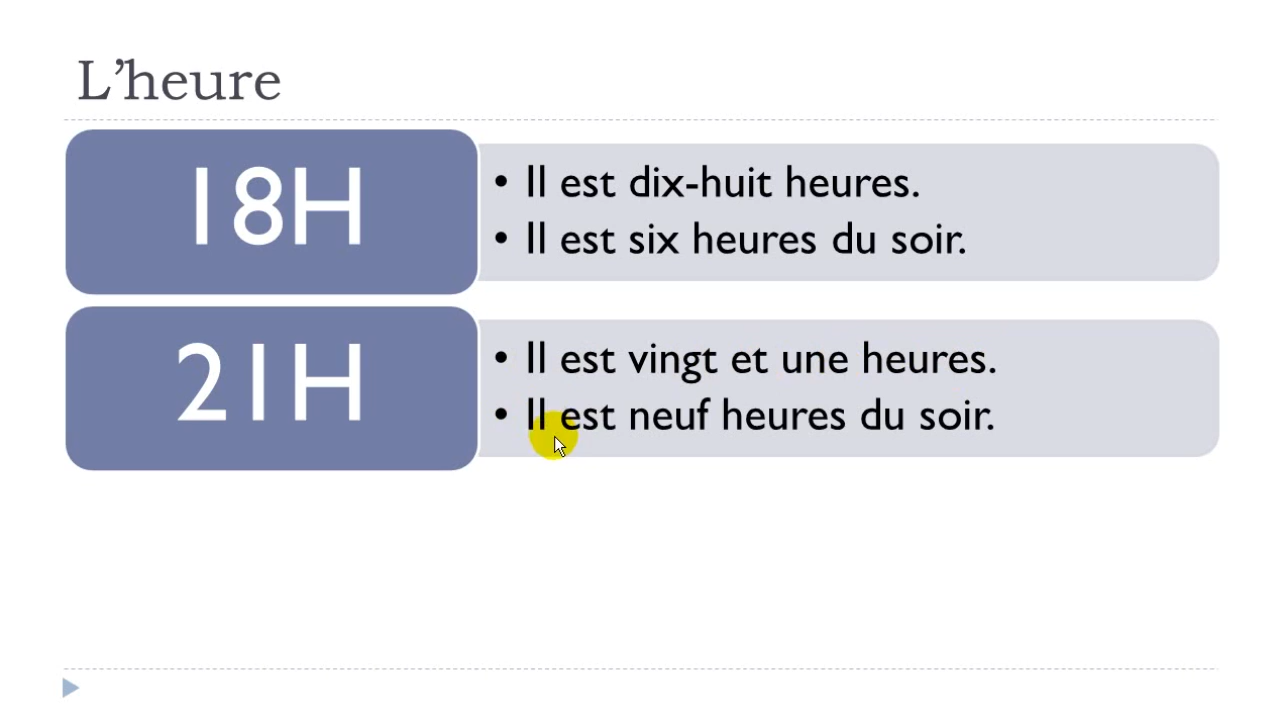 L’heure
18H
• Il est dix-huit heures.
• Il est six heures du soir.
21H
• Il est vingt et une heures.
• Il est neuf heures du soir.